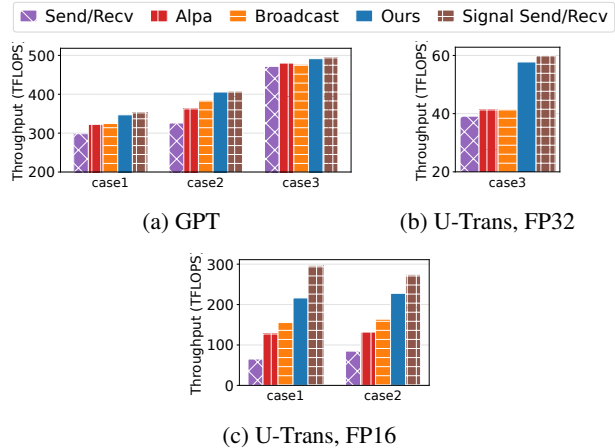 Send/Recv Alpa Broadcast Ours Signal Send/Recv
Throughput (TFLOPS)
500
400
300
200
case1 case2 case3
(a) GPT
Throughput (TFLOPS)
60
40
20
case3
(b) U-Trans, FP32
Throughput (TFLOPS)
300
200
100
0
case1 case2
(c) U-Trans, FP16